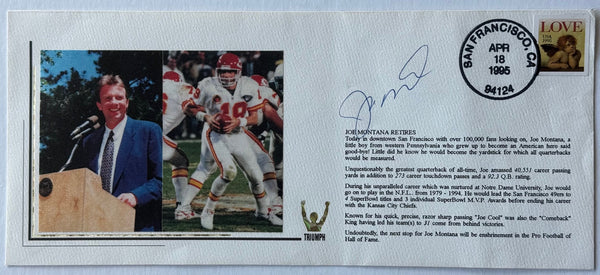 LOVE
SAN FRANCISCO, CA
APR
18
1995
94124
JOE MONTANA RETIRES
Today in downtown San Francisco with over 100,000 fans looking on, Joe Montana, a
little boy from western Pennsylvania who grew up to become an American hero said
good-bye! Little did he know he would become the yardstick for which all quarterbacks
would be measured.
Unquestionably the greatest quarterback of all-time, Joe amassed 40,551 career passing
yards in addition to 273 career touchdown passes and a 92.3 Q.B. rating.
During his unparalleled career which was nurtured at Notre Dame University, Joe would
go on to play in the N.F.L. from 1979 - 1994. He would lead the San Francisco 49ers to
4 SuperBowl titles and 3 individual SuperBowl M.V.P. Awards before ending his career
with the Kansas City Chiefs.
Known for his quick, precise, razor sharp passing "Joe Cool" was also the "Comeback"
King having led his team(s) to 31 come from behind victories.
Undoubtedly, the next stop for Joe Montana will be enshrinement in the Pro Football of
Hall of Fame.
19
TRIUMPH